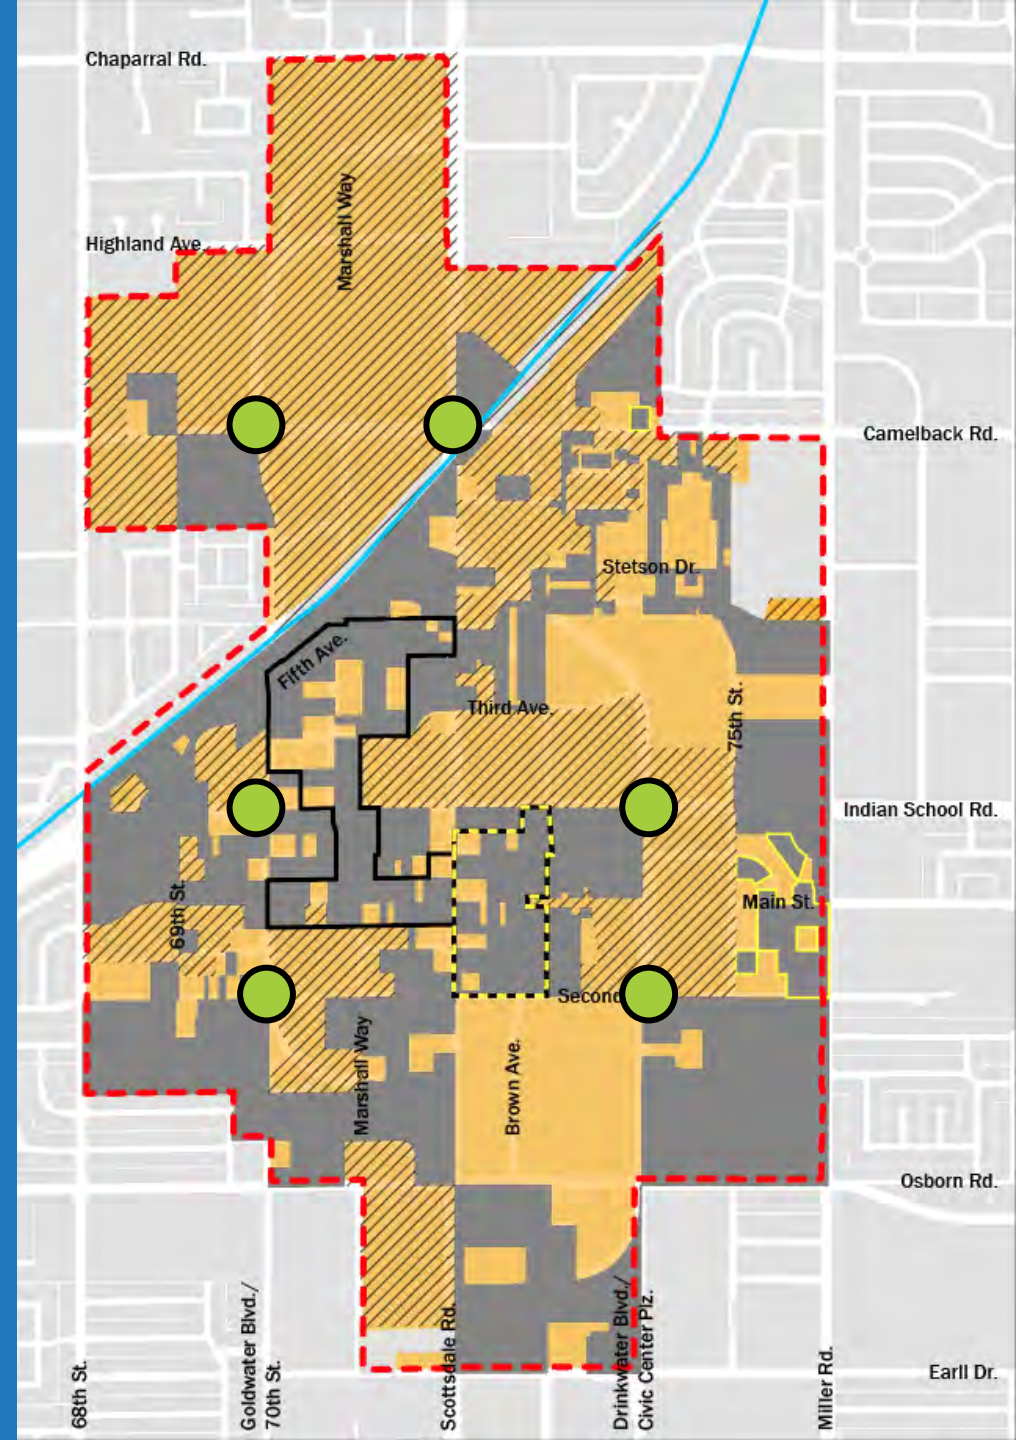 Chaparral Rd.
Marshall Way
Highland Ave.
Camelback Rd.
Stetson Dr.
Fifth Ave.
Third Ave.
75th St.
Indian School Rd.
69th St.
Main St.
Second
Marshall Way
Brown Ave.
Osborn Rd.
68th St.
Goldwater Blvd./
70th St.
Scottsdale Rd.
Drinkwater Blvd./
Civic Center Plz.
Miller Rd.
Earll Dr.